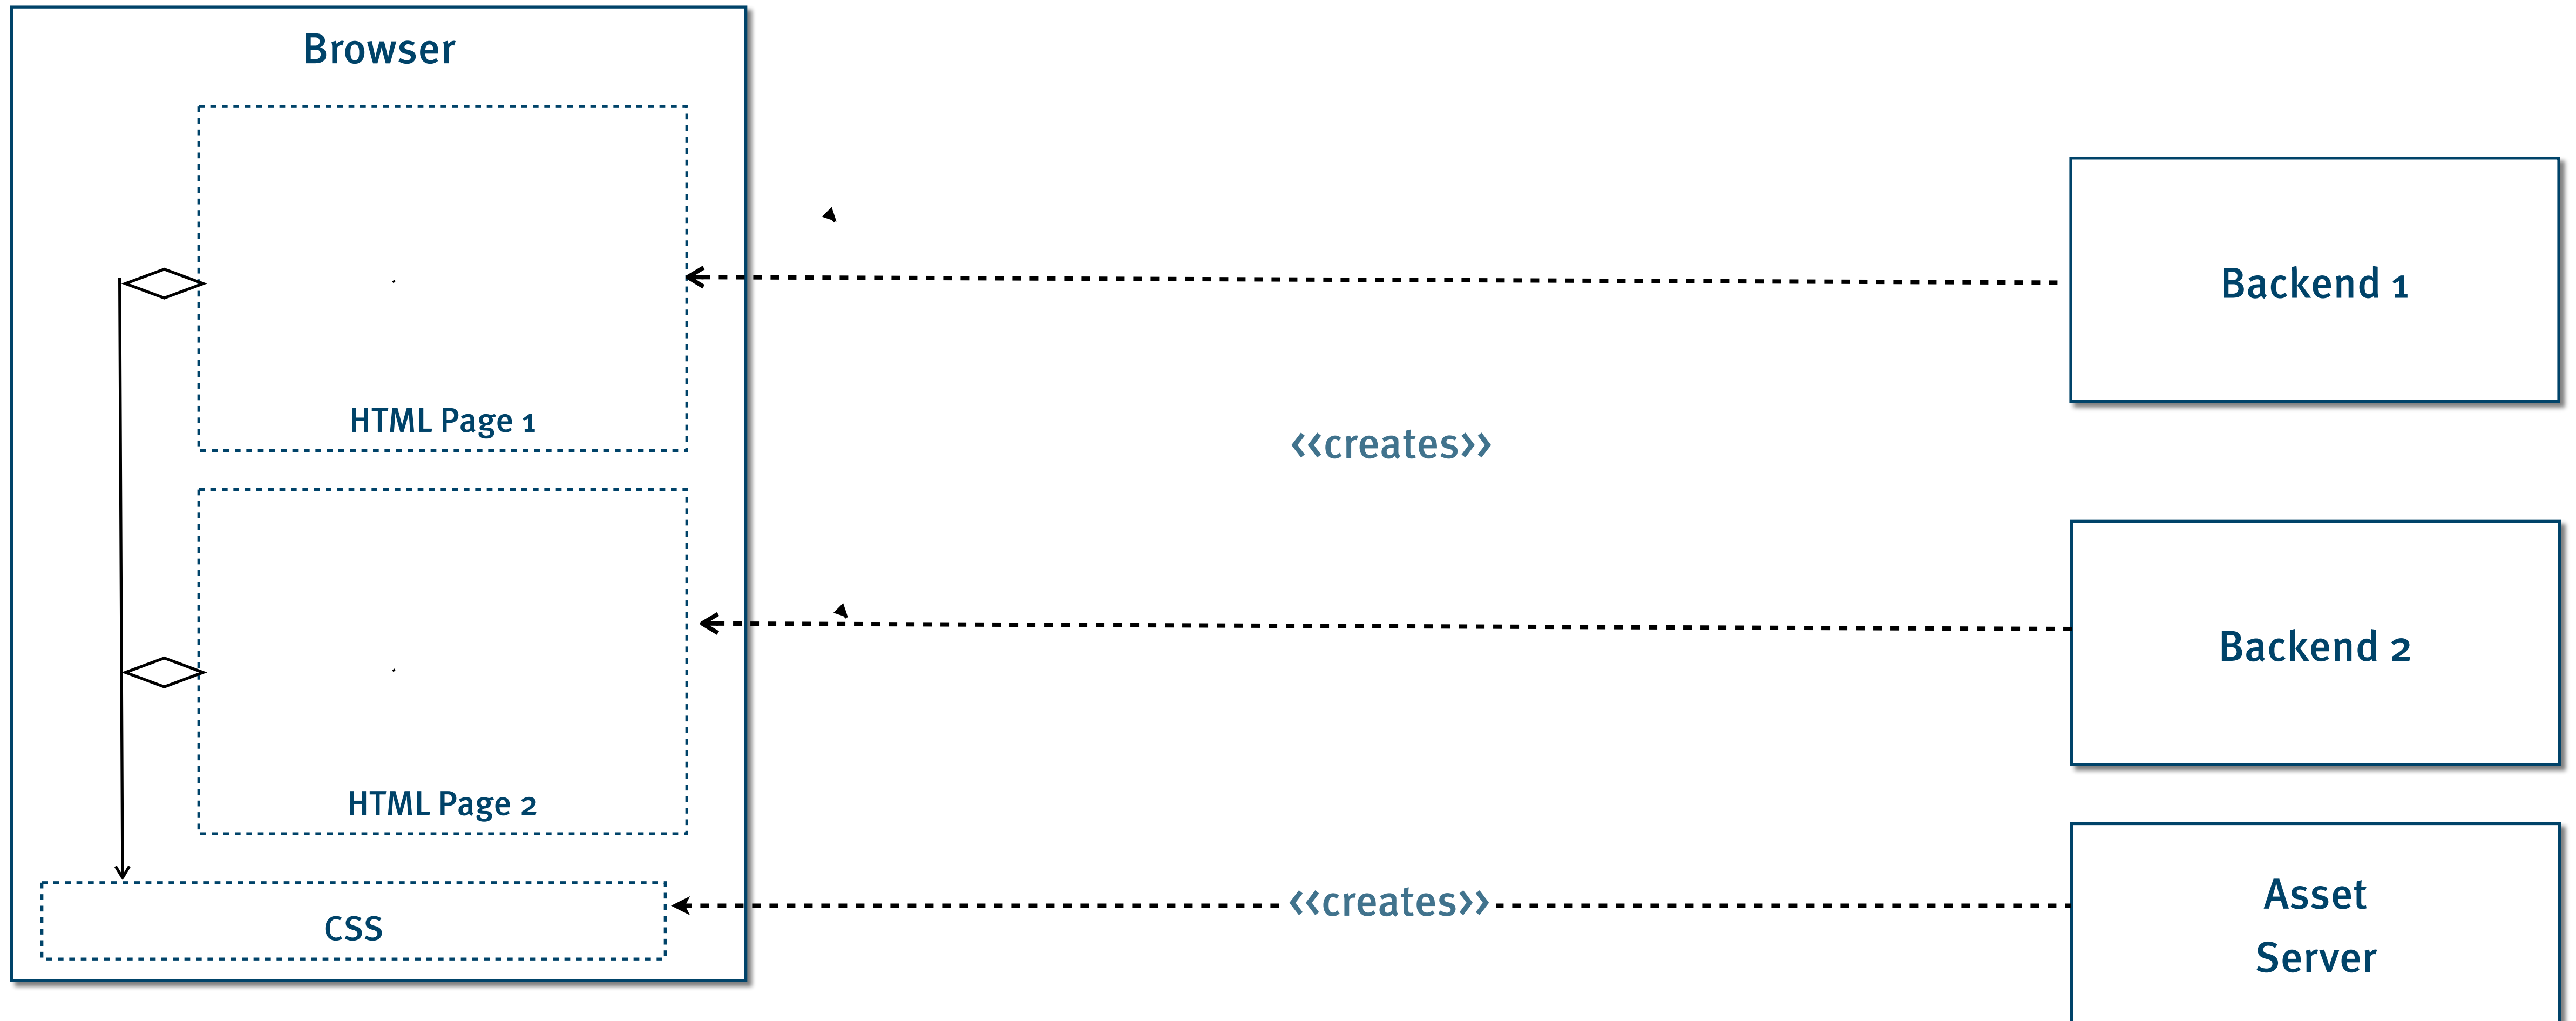 Browser
HTML Page 1
Backend 1
<<creates>>
HTML Page 2
Backend 2
CSS
<<creates>>
Asset
Server